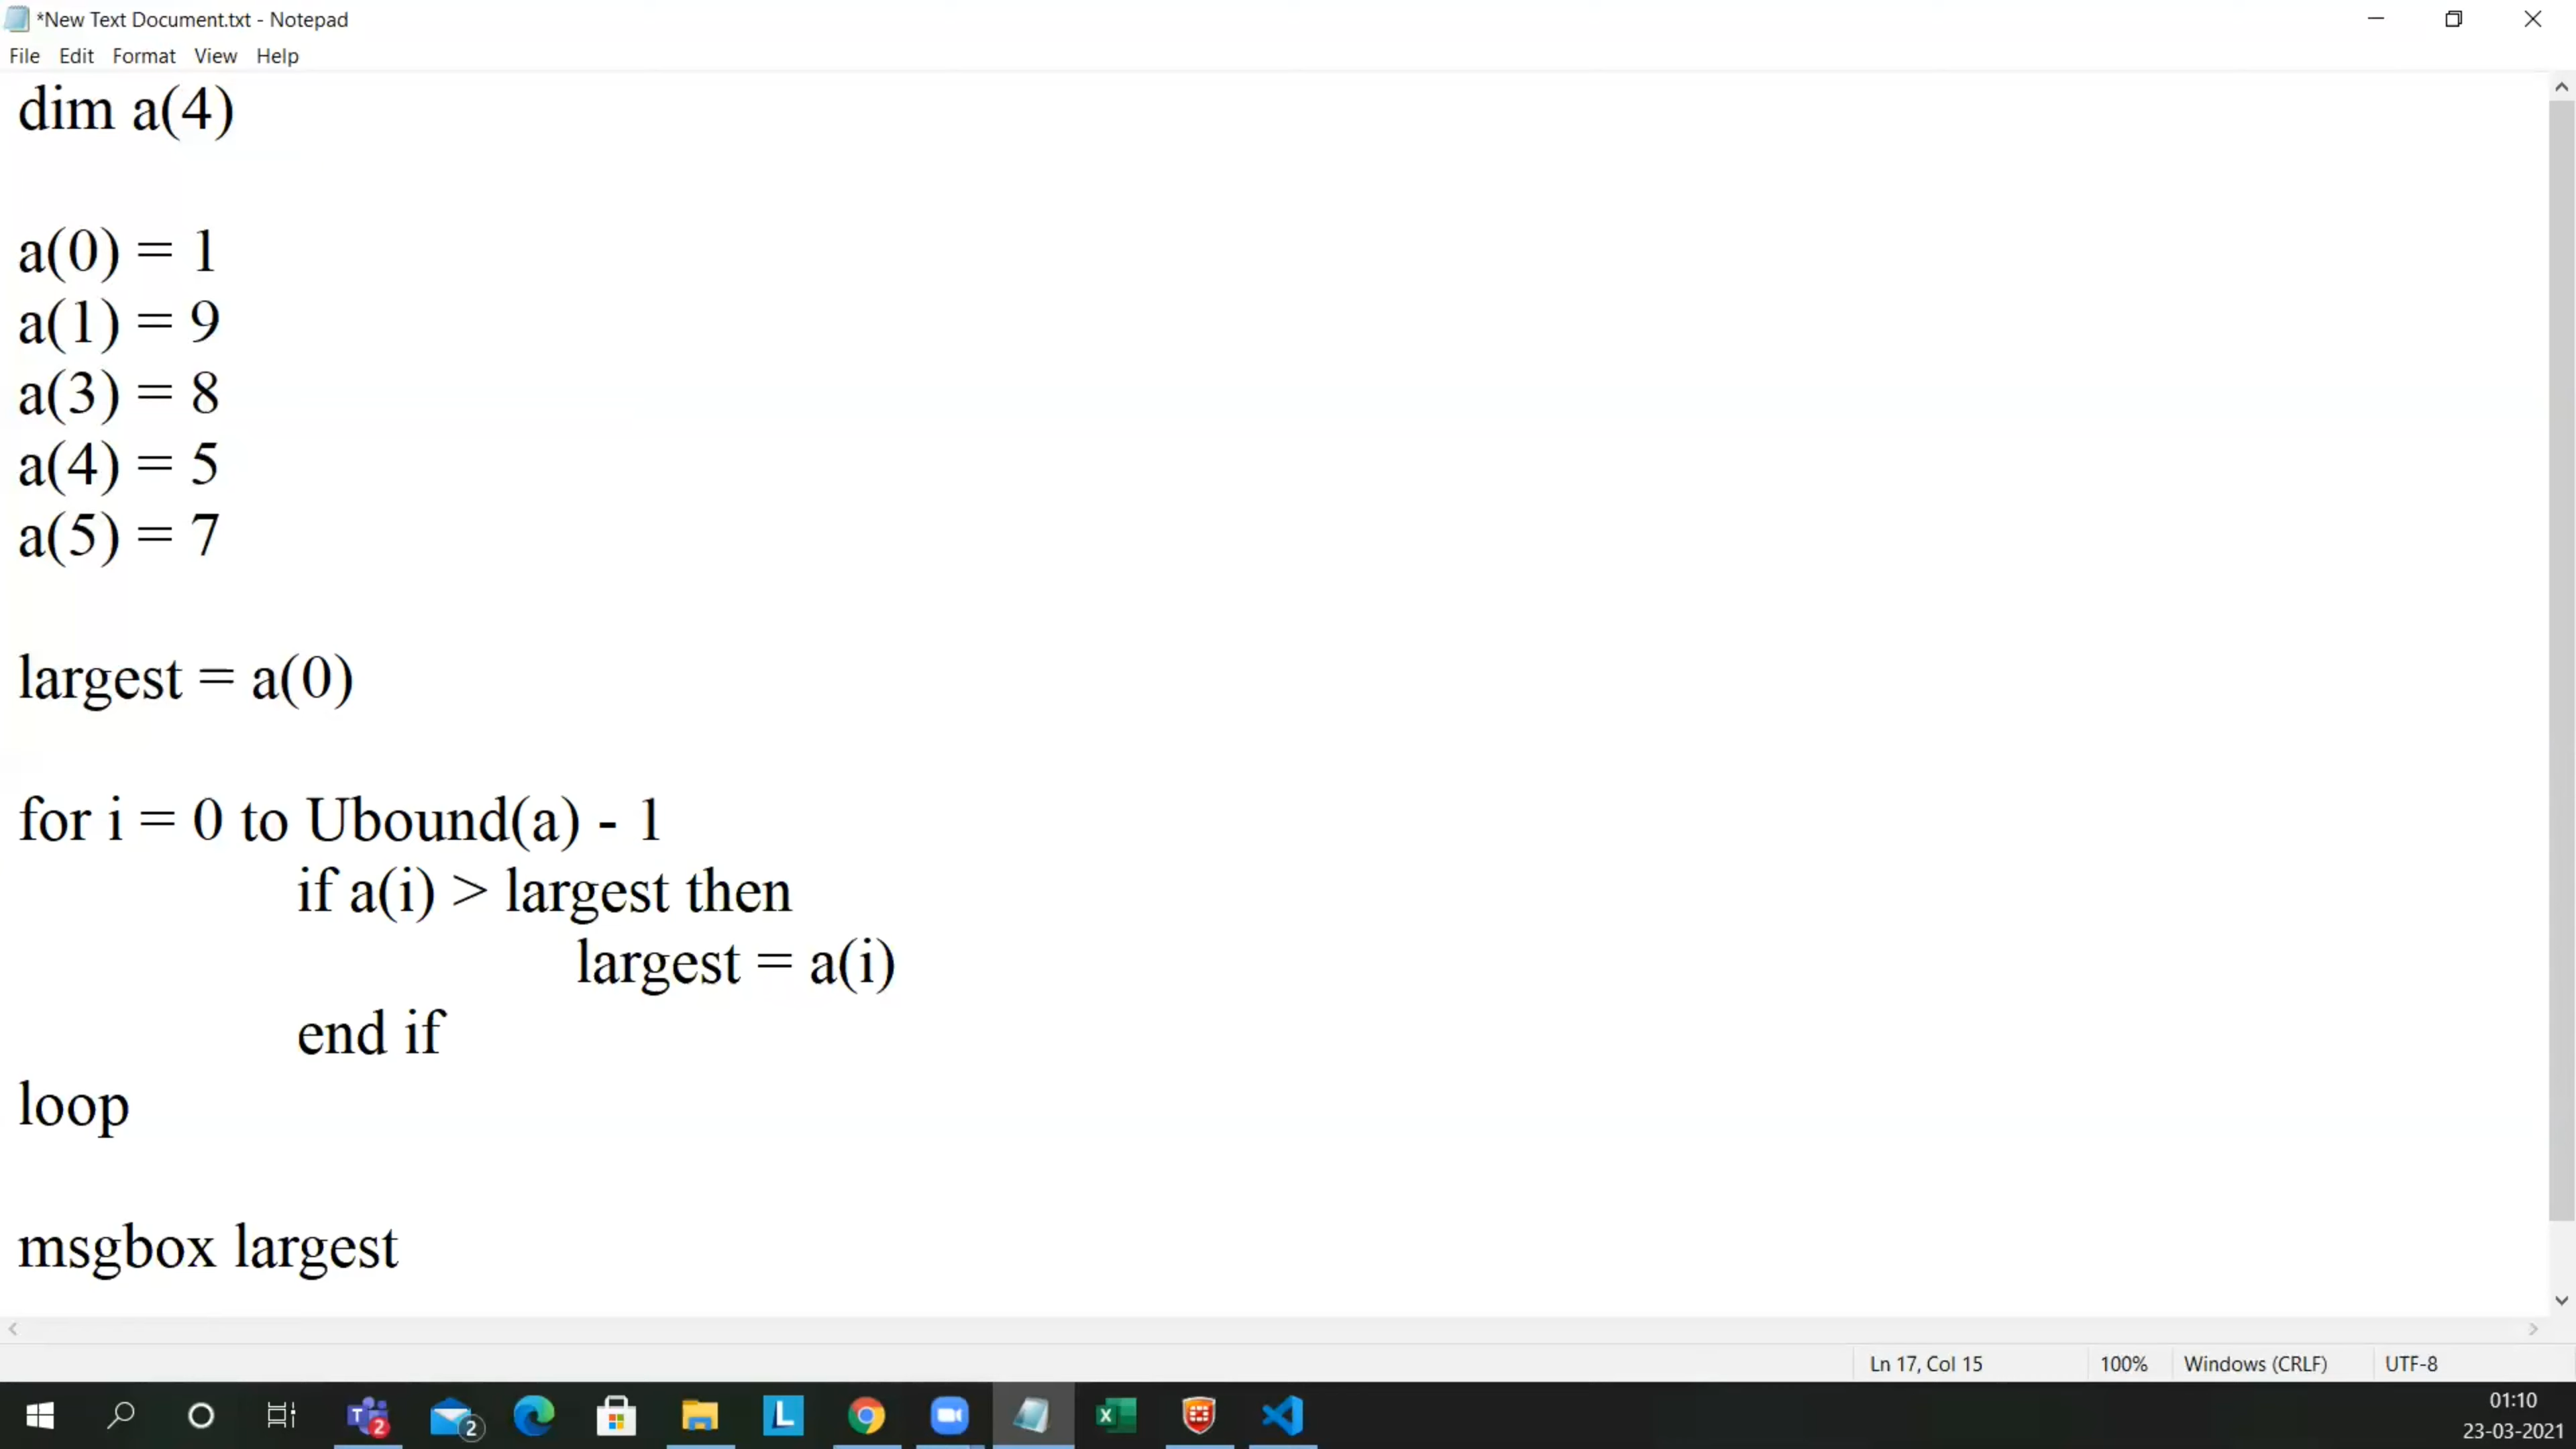 *New Text Document.txt - Notepad
File Edit Format View Help
dim a(4)
a(0) = 1
a(1) = 9
a(3) = 8
a(4) = 5
a(5) = 7
largest = a(0)
for i = 0 to Ubound(a) - 1
if a(i) > largest then
largest = a(i)
end if
loop
msgbox largest
Ln 17, Col 15 100% Windows (CRLF) UTF-8
T 2 2 L X 01:10
23-03-2021